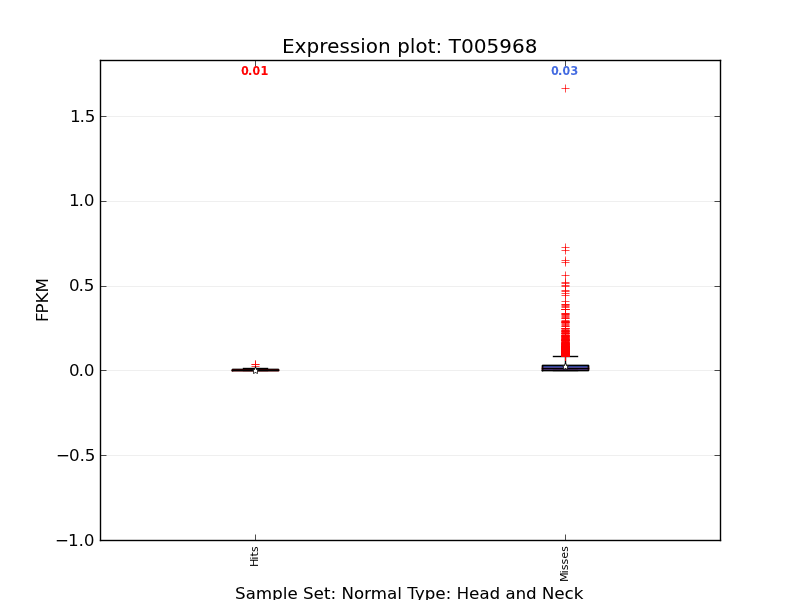 Expression plot: T005968
0.01 0.03
1.5
1.0
0.5
0.0
−0.5
−1.0
FPKM
Hits
Misses
Sample Set: Normal Type: Head and Neck